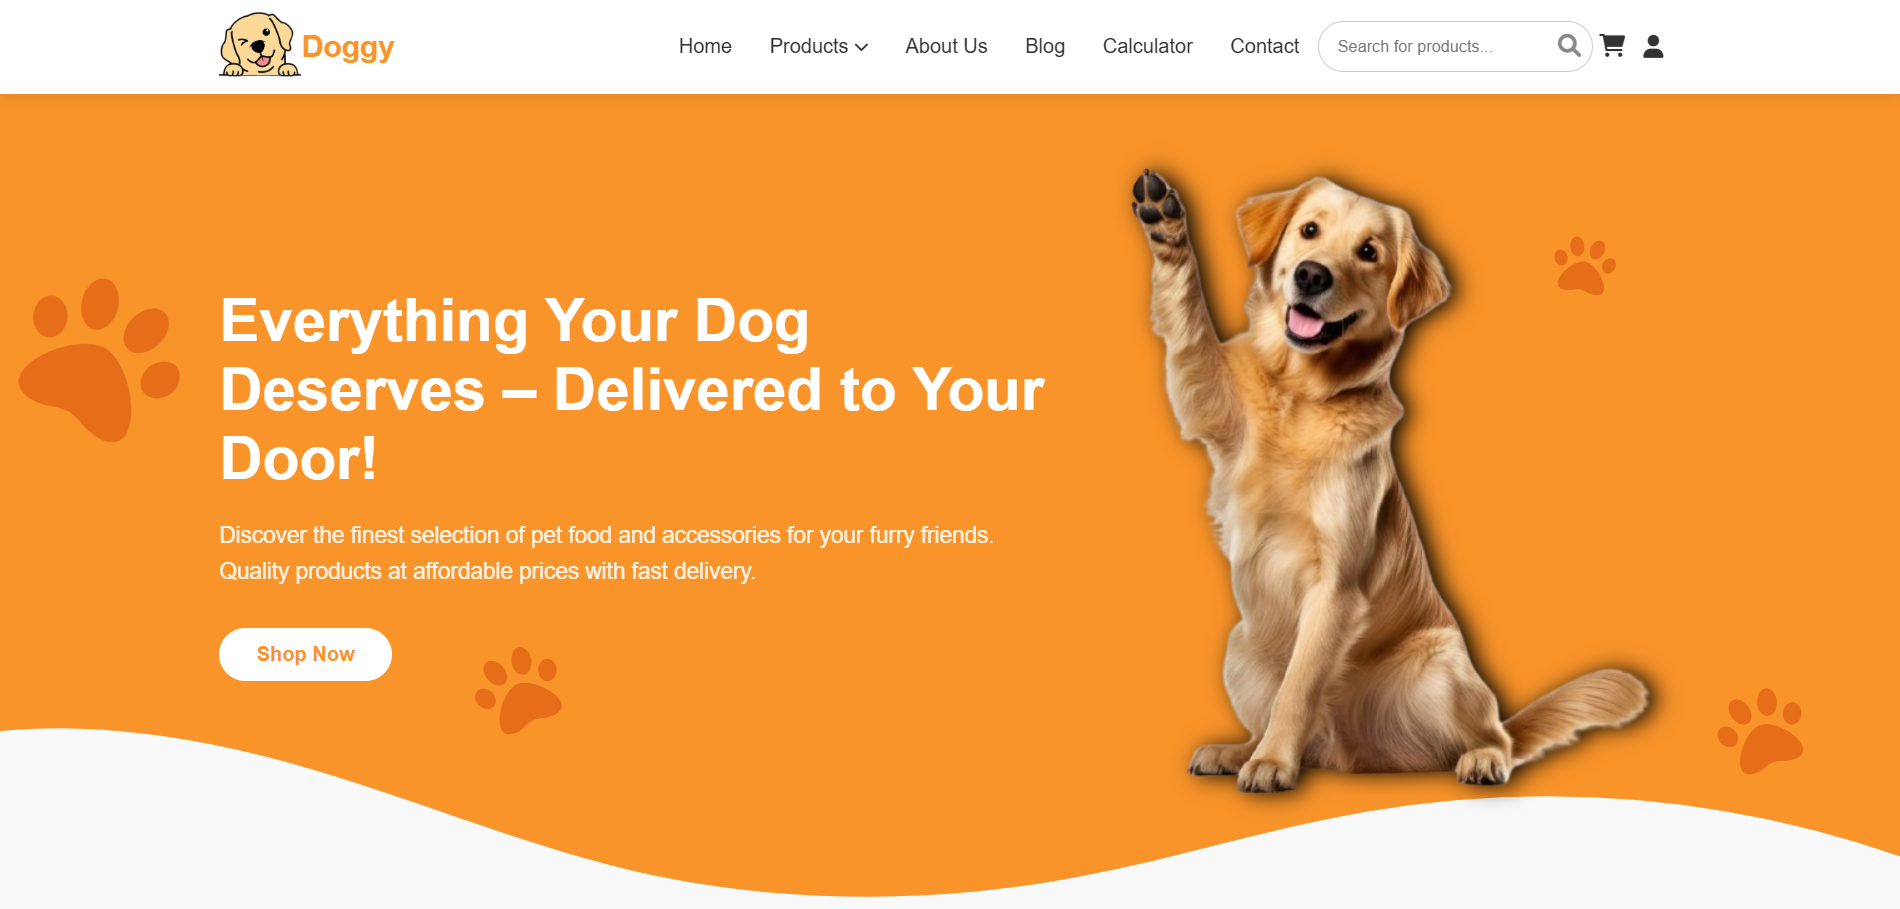 Doggy
Home
Products
About Us
Blog
Calculator
Contact
Search for products...
Everything Your Dog
Deserves – Delivered to Your
Door!
Discover the finest selection of pet food and accessories for your furry friends.
Quality products at affordable prices with fast delivery.
Shop Now